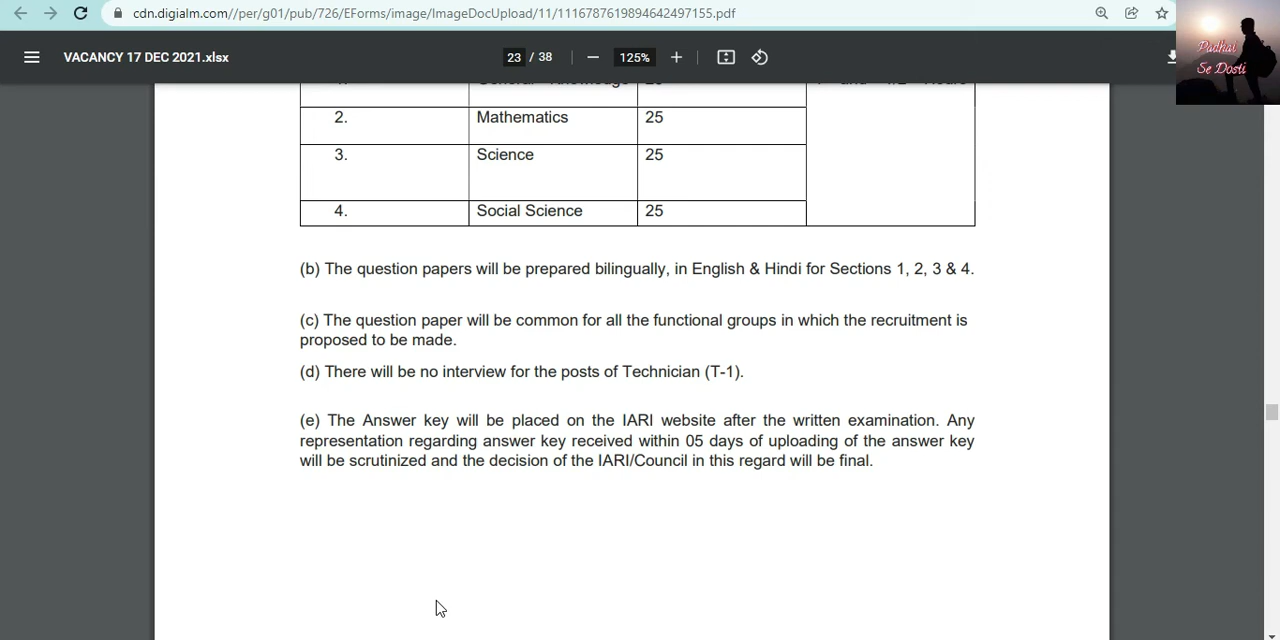 cdn.digialm.com//per/g01/pub/726/EForms/image/ImageDocUpload/11/1116787619894642497155.pdf
VACANCY 17 DEC 2021.xlsx
23 / 38
125%
Padhai
Se Dosti
2. Mathematics 25
3. Science 25
4. Social Science 25
(b) The question papers will be prepared bilingually, in English & Hindi for Sections 1, 2, 3 & 4.
(c) The question paper will be common for all the functional groups in which the recruitment is
proposed to be made.
(d) There will be no interview for the posts of Technician (T-1).
(e) The Answer key will be placed on the IARI website after the written examination. Any
representation regarding answer key received within 05 days of uploading of the answer key
will be scrutinized and the decision of the IARI/Council in this regard will be final.